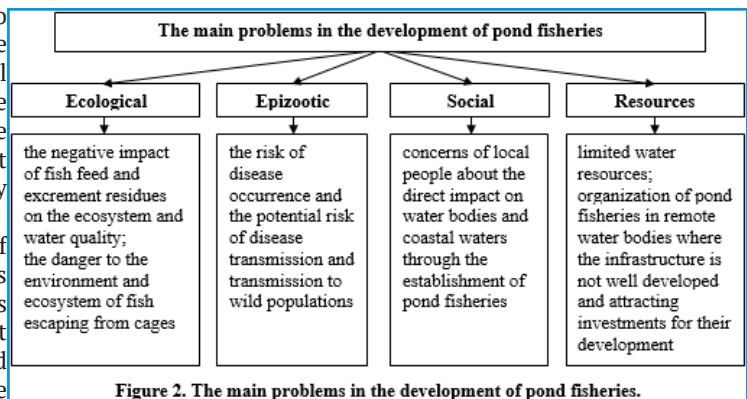 The main problems in the development of pond fisheries
Ecological
Epizootic
Social
Resources
the negative impact
of fish feed and
excrement residues
on the ecosystem and
water quality;
the danger to the
environment and
ecosystem of fish
escaping from cages
the risk of
disease
occurrence and
the potential risk
of disease
transmission and
transmission to
wild populations
concerns of local
people about the
direct impact on
water bodies and
coastal waters
through the
establishment of
pond fisheries
limited water
resources;
organization of pond
fisheries in remote
water bodies where
the infrastructure is
not well developed
and attracting
investments for their
development
Figure 2. The main problems in the development of pond fisheries.